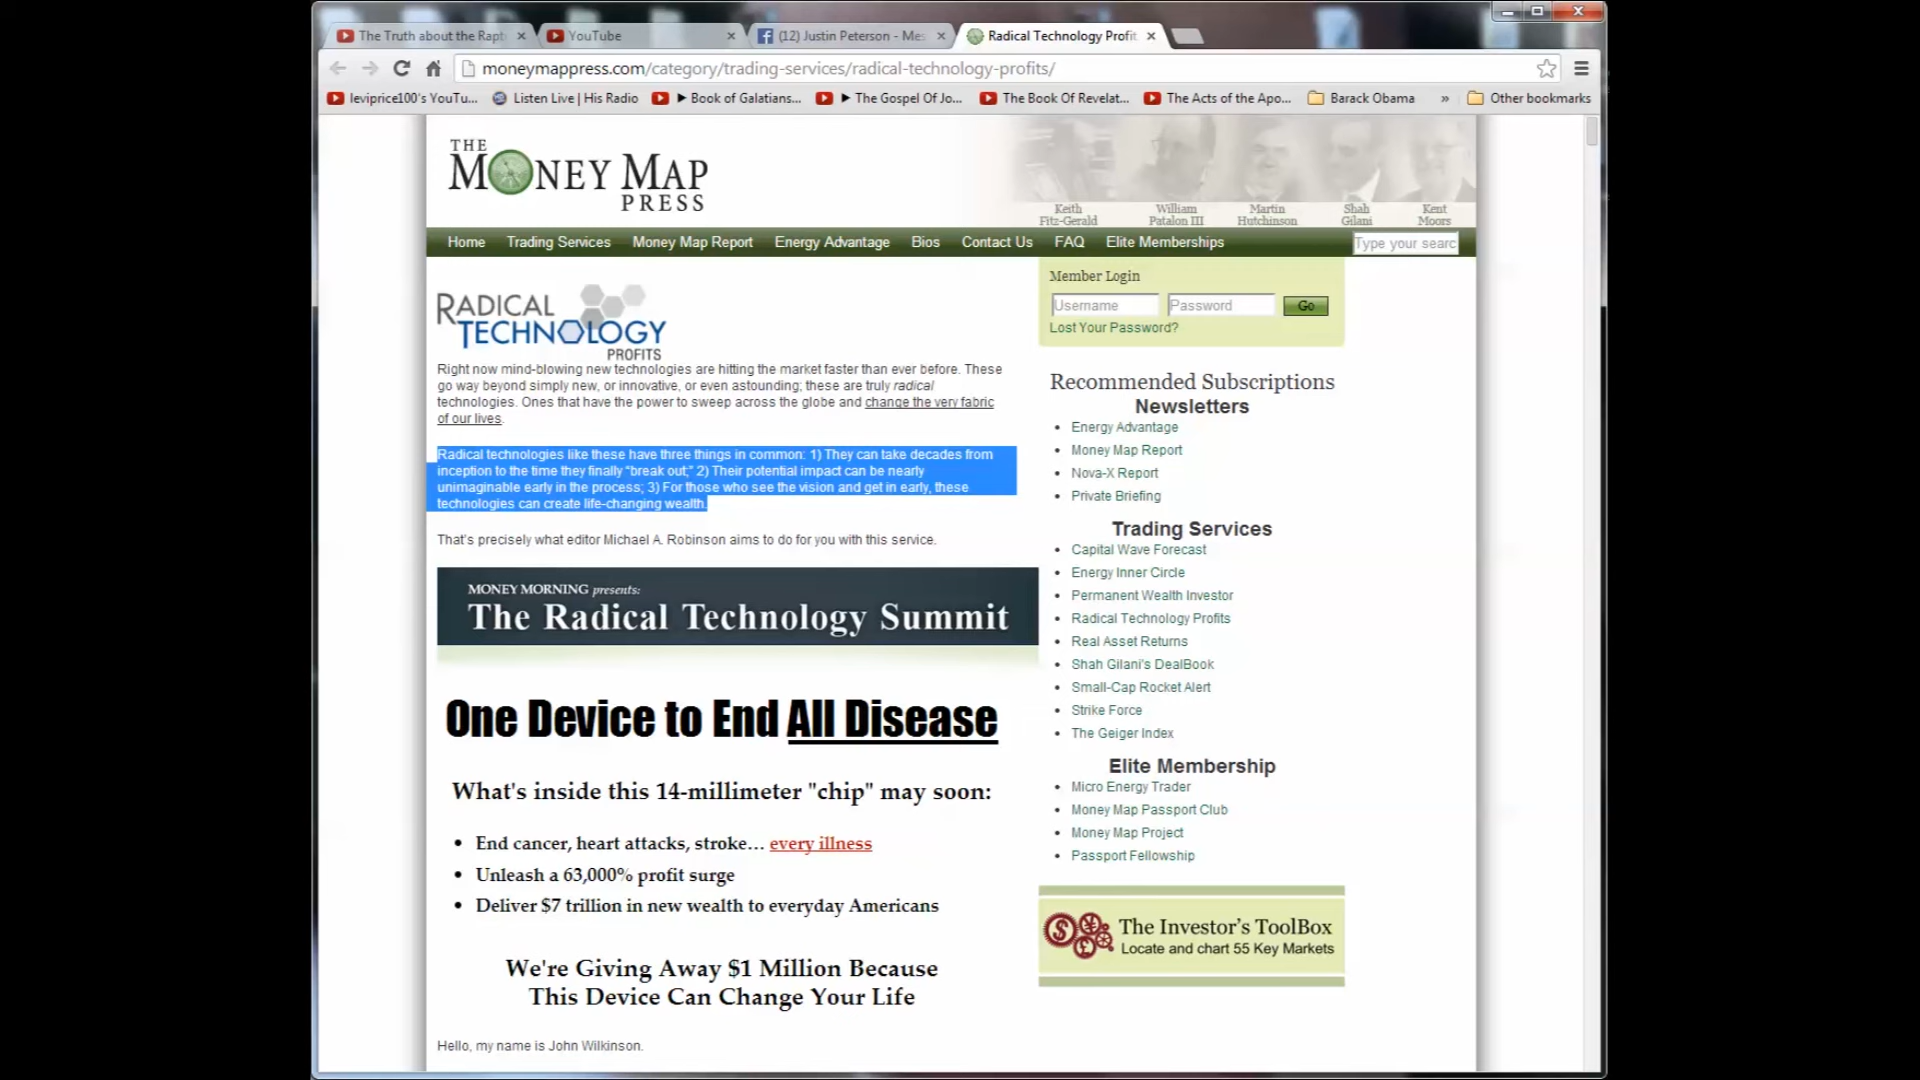 The Truth about the Rapt
YouTube
(12) Justin Peterson - Mes
Radical Technology Profit
moneymappress.com/category/trading-services/radical-technology-profits/
leviprice100's YouTu...
Listen Live | His Radio
► Book of Galatians...
► The Gospel Of Jo...
The Book Of Revelat...
The Acts of the Apo...
Barack Obama
»
Other bookmarks
THE
MONEY MAP
PRESS
Keith
Fitz-Gerald
William
Patalon III
Martin
Hutchinson
Shah
Gilani
Kent
Moors
Home Trading Services Money Map Report Energy Advantage Bios Contact Us FAQ Elite Memberships
Type your searc
RADICAL
TECHNOLOGY
PROFITS
Right now mind-blowing new technologies are hitting the market faster than ever before. These
go way beyond simply new, or innovative, or even astounding; these are truly radical
technologies. Ones that have the power to sweep across the globe and change the very fabric
of our lives.
Radical technologies like these have three things in common: 1) They can take decades from
inception to the time they finally “break out;” 2) Their potential impact can be nearly
unimaginable early in the process; 3) For those who see the vision and get in early, these
technologies can create life-changing wealth.
That’s precisely what editor Michael A. Robinson aims to do for you with this service.
MONEY MORNING presents:
The Radical Technology Summit
One Device to End All Disease
What's inside this 14-millimeter "chip" may soon:
• End cancer, heart attacks, stroke… every illness
• Unleash a 63,000% profit surge
• Deliver $7 trillion in new wealth to everyday Americans
We're Giving Away $1 Million Because
This Device Can Change Your Life
Hello, my name is John Wilkinson.
Member Login
Username
Password
Go
Lost Your Password?
Recommended Subscriptions
Newsletters
• Energy Advantage
• Money Map Report
• Nova-X Report
• Private Briefing
Trading Services
• Capital Wave Forecast
• Energy Inner Circle
• Permanent Wealth Investor
• Radical Technology Profits
• Real Asset Returns
• Shah Gilani's DealBook
• Small-Cap Rocket Alert
• Strike Force
• The Geiger Index
Elite Membership
• Micro Energy Trader
• Money Map Passport Club
• Money Map Project
• Passport Fellowship
The Investor's ToolBox
Locate and chart 55 Key Markets